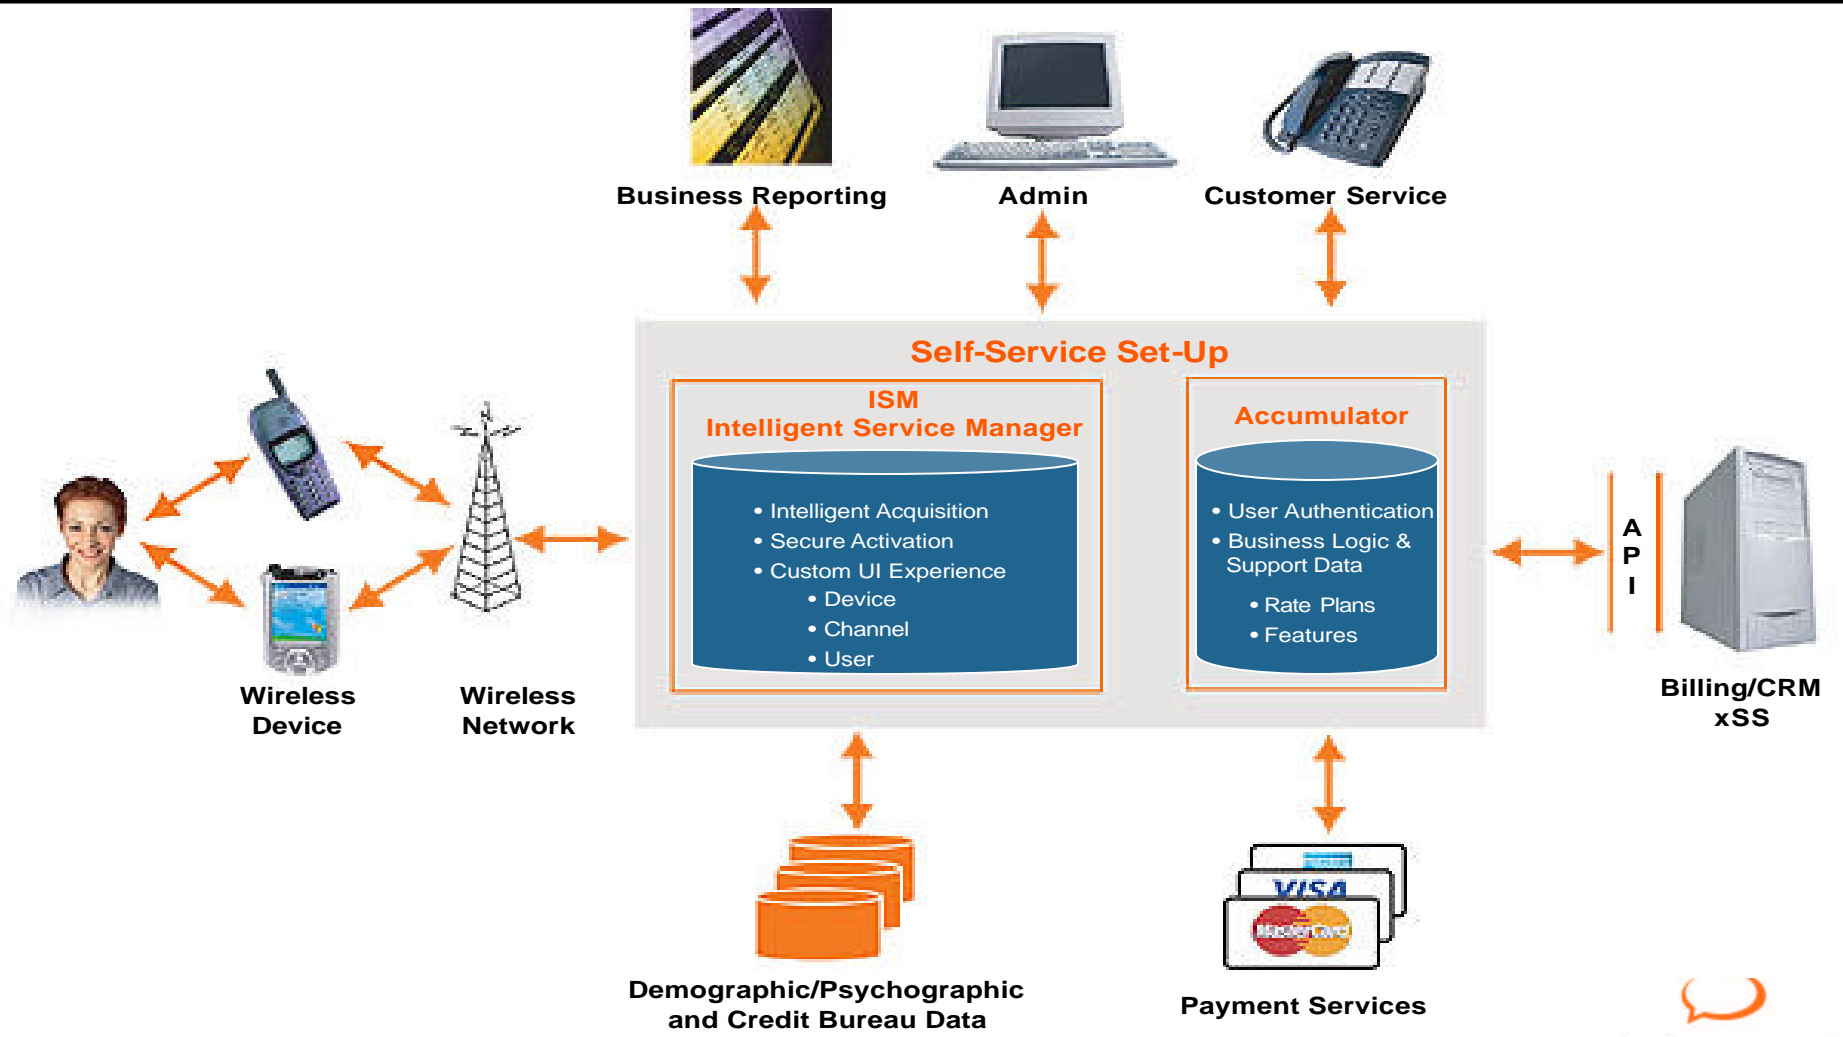 Business Reporting
Admin
Customer Service
Self-Service Set-Up
ISM
Intelligent Service Manager
• Intelligent Acquisition
• Secure Activation
• Custom UI Experience
• Device
• Channel
• User
Accumulator
• User Authentication
• Business Logic &
Support Data
• Rate Plans
• Features
A
P
I
Wireless
Device
Wireless
Network
Billing/CRM
xSS
VISA
MasterCard
Demographic/Psychographic
and Credit Bureau Data
Payment Services